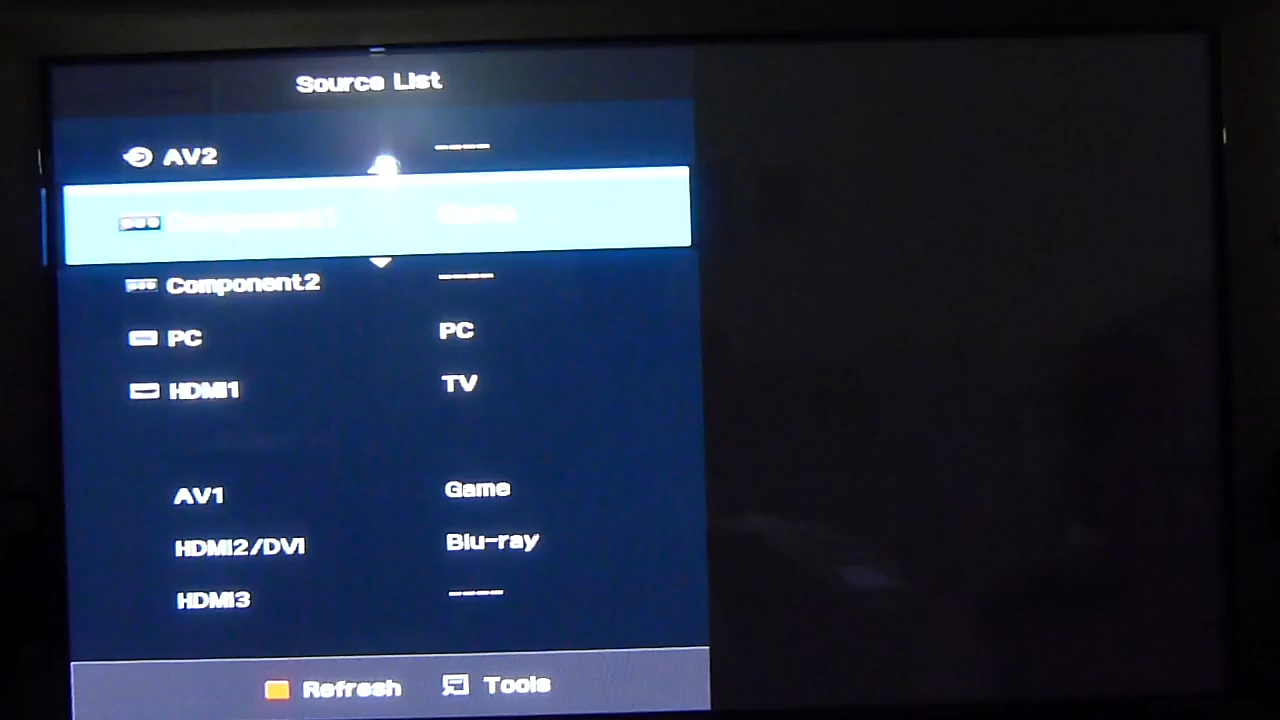 Source List
AV2 ----
Component1 Game
Component2 ----
PC PC
HDMI1 TV
AV1 Game
HDMI2/DVI Blu-ray
HDMI3 ----
Refresh Tools